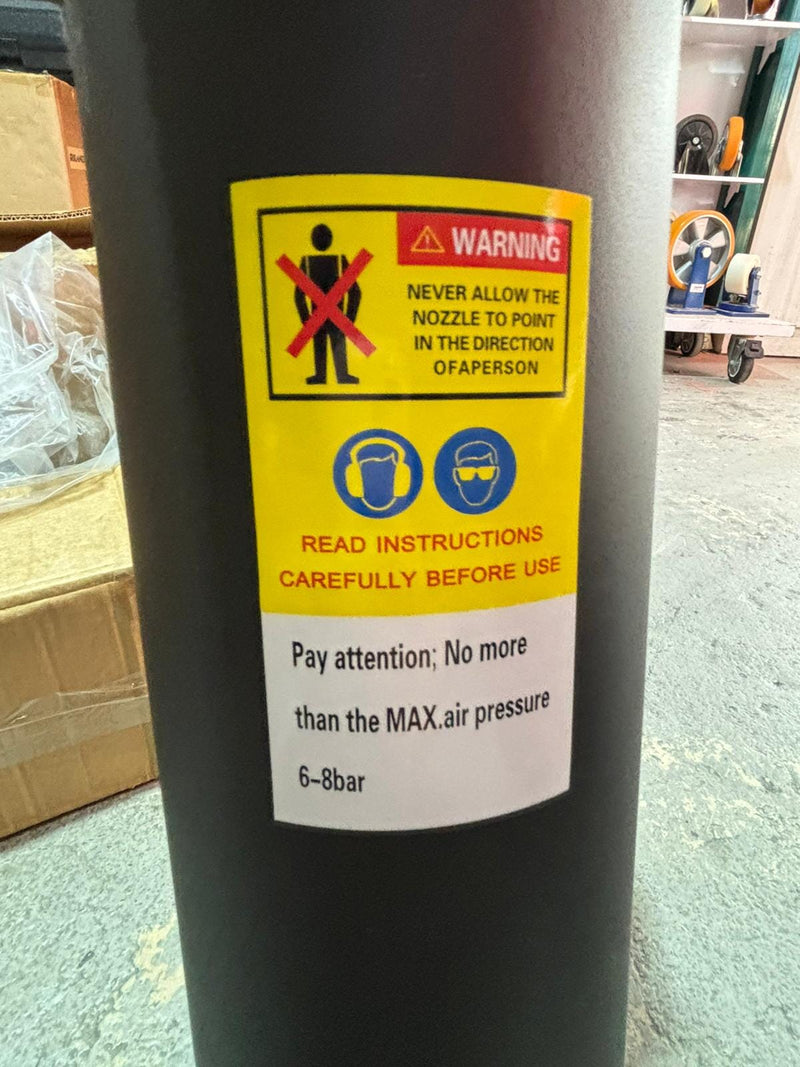 WARNING
NEVER ALLOW THE
NOZZLE TO POINT
IN THE DIRECTION
OFAPERSON
READ INSTRUCTIONS
CAREFULLY BEFORE USE
Pay attention; No more
than the MAX.air pressure
6-8bar